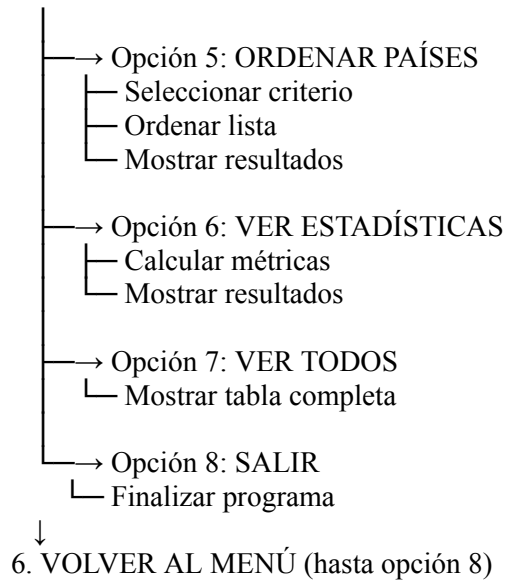 Opción 5: ORDENAR PAÍSES
Seleccionar criterio
Ordenar lista
Mostrar resultados
Opción 6: VER ESTADÍSTICAS
Calcular métricas
Mostrar resultados
Opción 7: VER TODOS
Mostrar tabla completa
Opción 8: SALIR
Finalizar programa
6. VOLVER AL MENÚ (hasta opción 8)